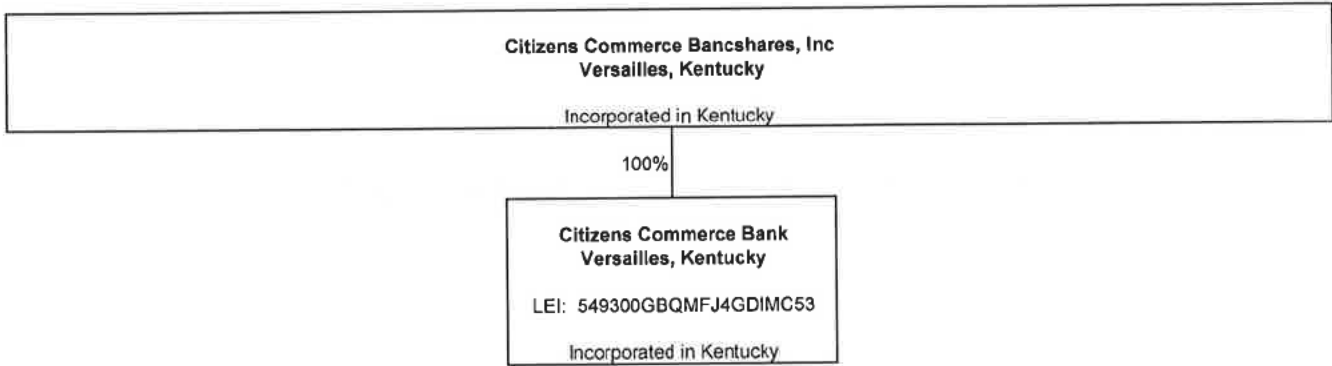 Citizens Commerce Bancshares, Inc
Versailles, Kentucky
Incorporated in Kentucky
100%
Citizens Commerce Bank
Versailles, Kentucky
LEI: 549300GBQMFJ4GDIMC53
Incorporated in Kentucky